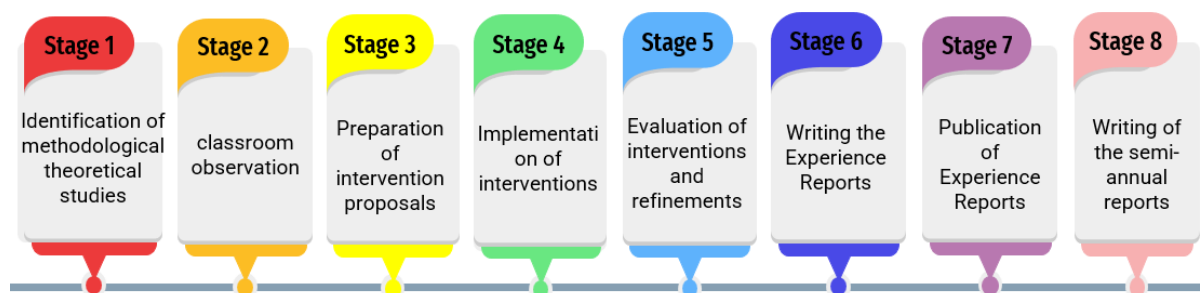 Stage 1
Identification of
methodological
theoretical
studies
Stage 2
classroom
observation
Stage 3
Preparation
of
intervention
proposals
Stage 4
Implementati
on of
interventions
Stage 5
Evaluation of
interventions
and
refinements
Stage 6
Writing the
Experience
Reports
Stage 7
Publication
of
Experience
Reports
Stage 8
Writing of
the semi-
annual
reports